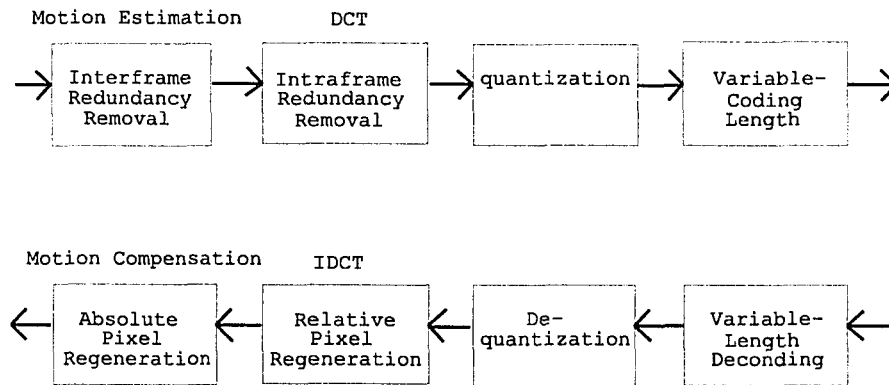 Motion Estimation DCT
Interframe
Redundancy
Removal
Intraframe
Redundancy
Removal
quantization
Variable-
Coding
Length
Motion Compensation IDCT
Absolute
Pixel
Regeneration
Relative
Pixel
Regeneration
De-
quantization
Variable-
Length
Deconding